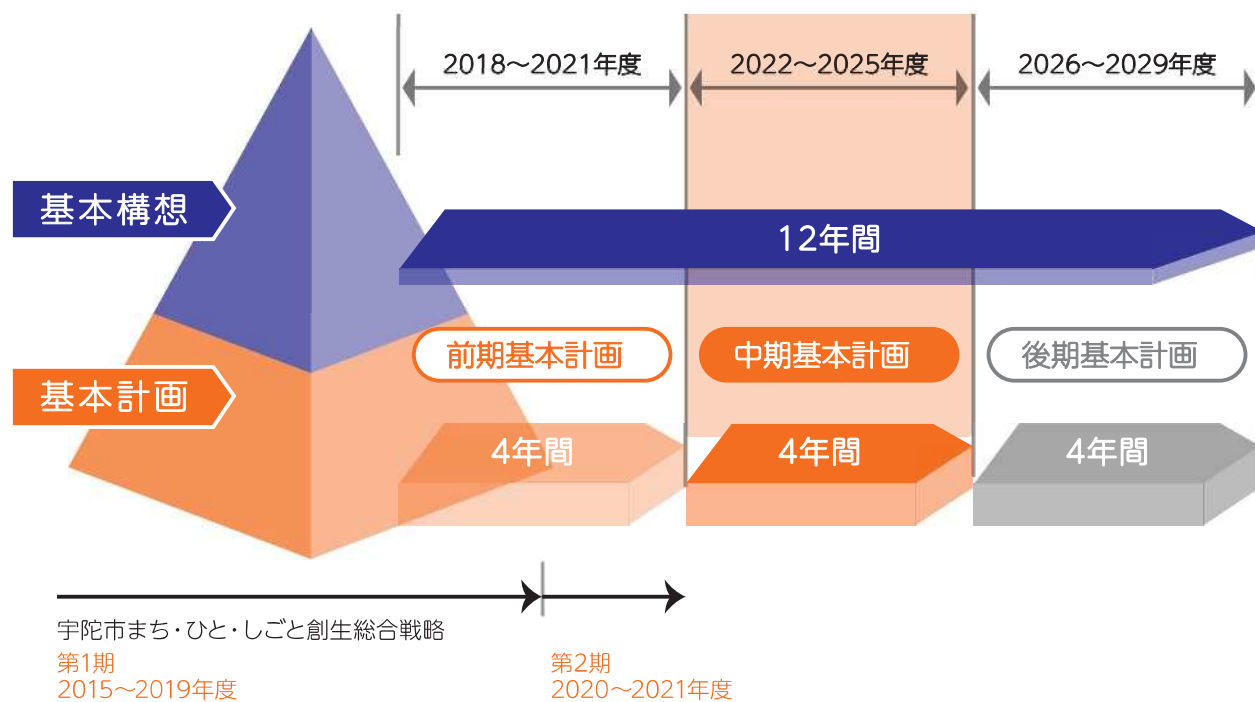 2018～2021年度
2022～2025年度
2026～2029年度
基本構想
12年間
前期基本計画
中期基本計画
後期基本計画
基本計画
4年間
4年間
4年間
宇陀市まち・ひと・しごと創生総合戦略
第1期
2015～2019年度
第2期
2020～2021年度